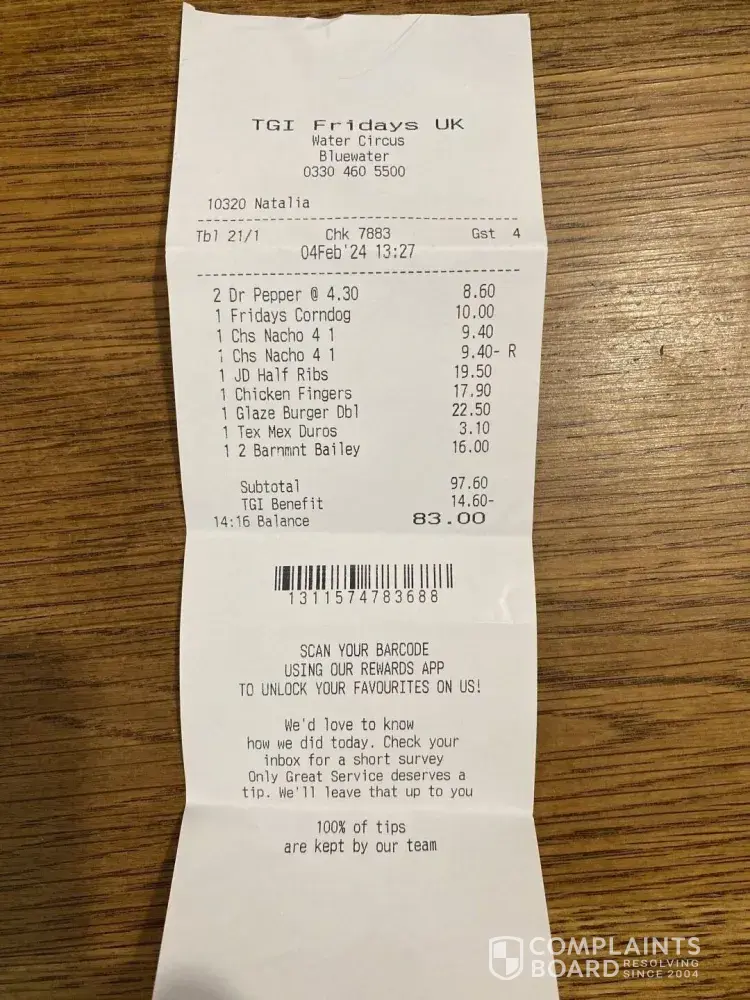 TGI Fridays UK
Water Circus
Bluewater
0330 460 5500
10320 Natalia
Tbl 21/1 Chk 7883 Gst 4
04Feb'24 13:27
2 Dr Pepper @ 4.30 8.60
1 Fridays Corndog 10.00
1 Chs Nacho 4 1 9.40
1 Chs Nacho 4 1 9.40- R
1 JD Half Ribs 19.50
1 Chicken Fingers 17.90
1 Glaze Burger Dbl 22.50
1 Tex Mex Duros 3.10
1 2 Barnmnt Bailey 16.00
Subtotal 97.60
TGI Benefit 14.60-
14:16 Balance 83.00
1311574783688
SCAN YOUR BARCODE
USING OUR REWARDS APP
TO UNLOCK YOUR FAVOURITES ON US!
We'd love to know
how we did today. Check your
inbox for a short survey
Only Great Service deserves a
tip. We'll leave that up to you
100% of tips
are kept by our team
COMPLAINTS
BOARD RESOLVING
SINCE 2004